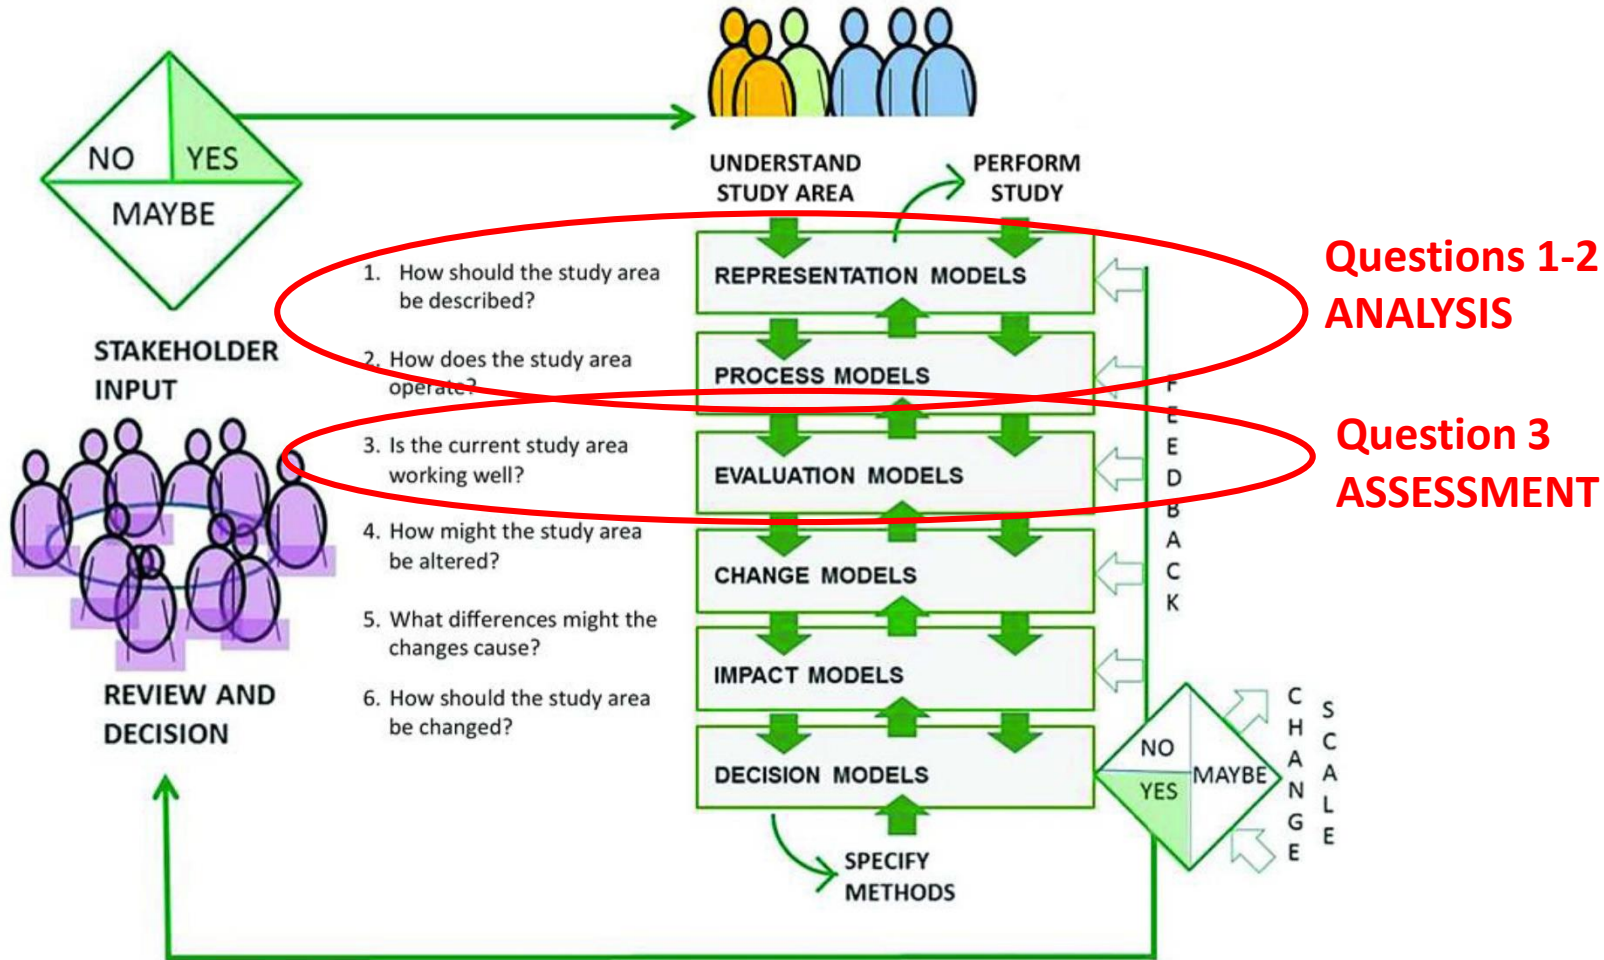 NO
YES
MAYBE
STAKEHOLDER
INPUT
REVIEW AND
DECISION
UNDERSTAND
STUDY AREA
PERFORM
STUDY
1. How should the study area
be described?
2. How does the study area
operate?
3. Is the current study area
working well?
4. How might the study area
be altered?
5. What differences might the
changes cause?
6. How should the study area
be changed?
REPRESENTATION MODELS
PROCESS MODELS
EVALUATION MODELS
CHANGE MODELS
IMPACT MODELS
DECISION MODELS
SPECIFY
METHODS
FEEDBACK
NO
MAYBE
YES
CHANGE
SCALE
Questions 1-2
ANALYSIS
Question 3
ASSESSMENT